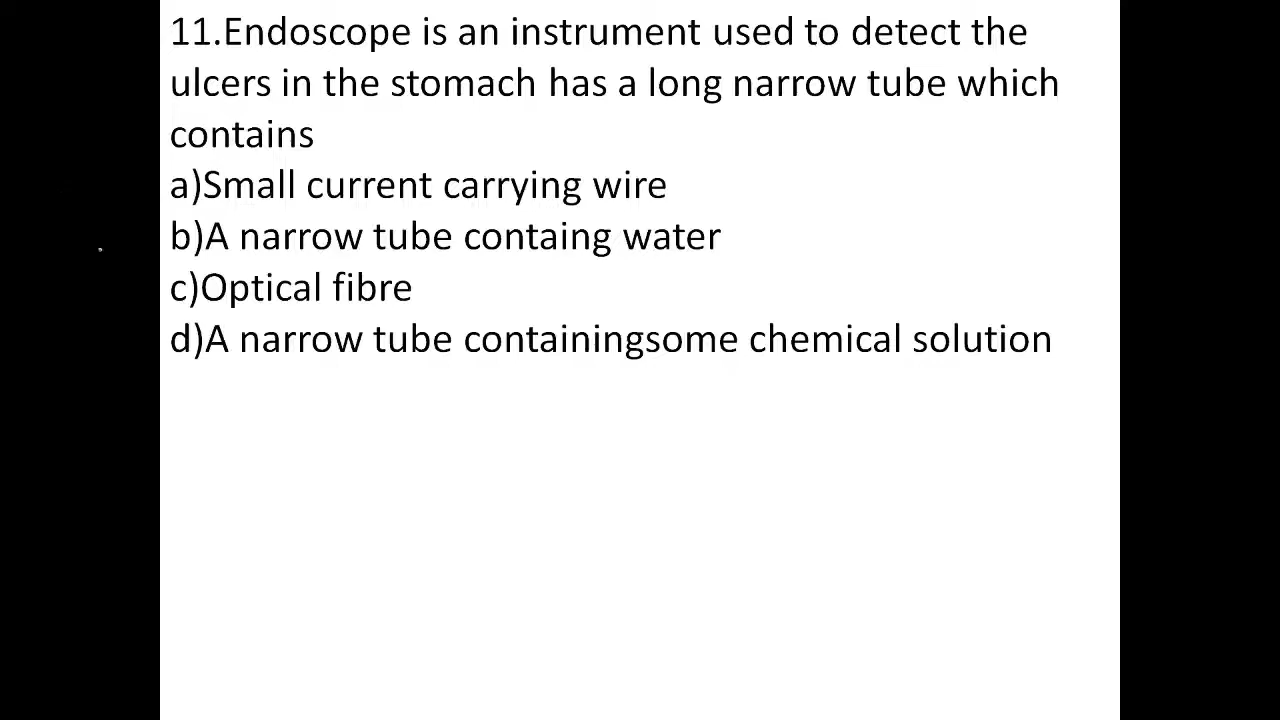 11.Endoscope is an instrument used to detect the
ulcers in the stomach has a long narrow tube which
contains
a)Small current carrying wire
b)A narrow tube containg water
c)Optical fibre
d)A narrow tube containingsome chemical solution